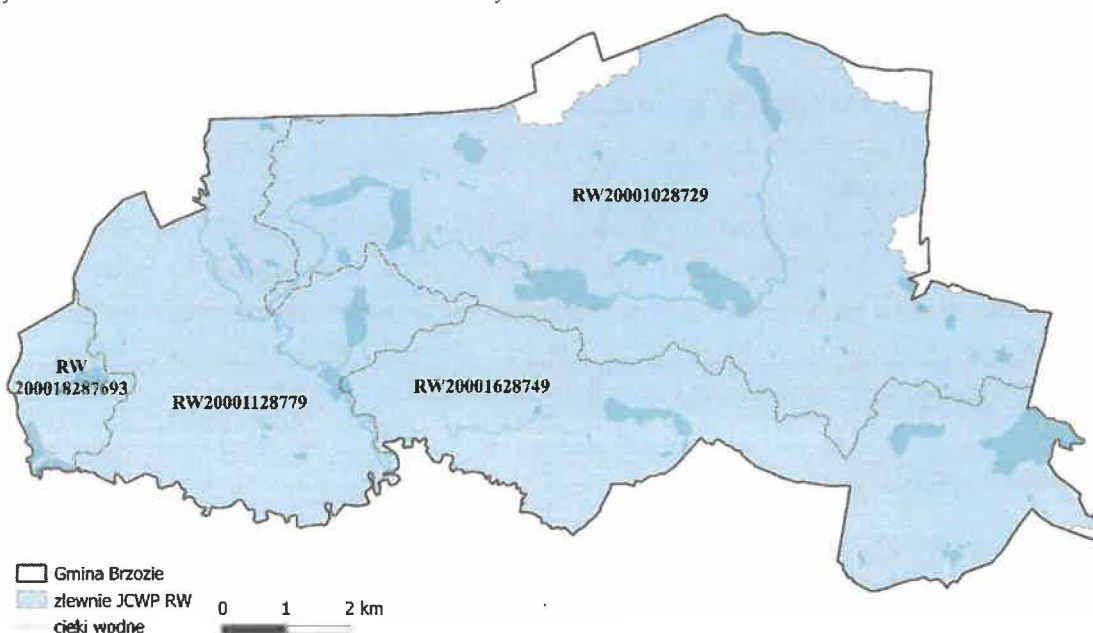 RW20001028729
RW
200018287693
RW20001128779
RW20001628749
Gmina Brzozie
zlewnie JCWP RW
cieki wodne
0 1 2 km